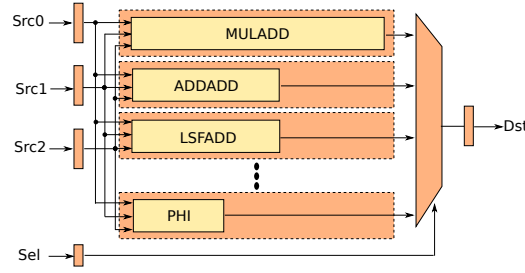 Src0
MULADD
Src1
ADDADD
Src2
LSFADD
Dst
PHI
Sel